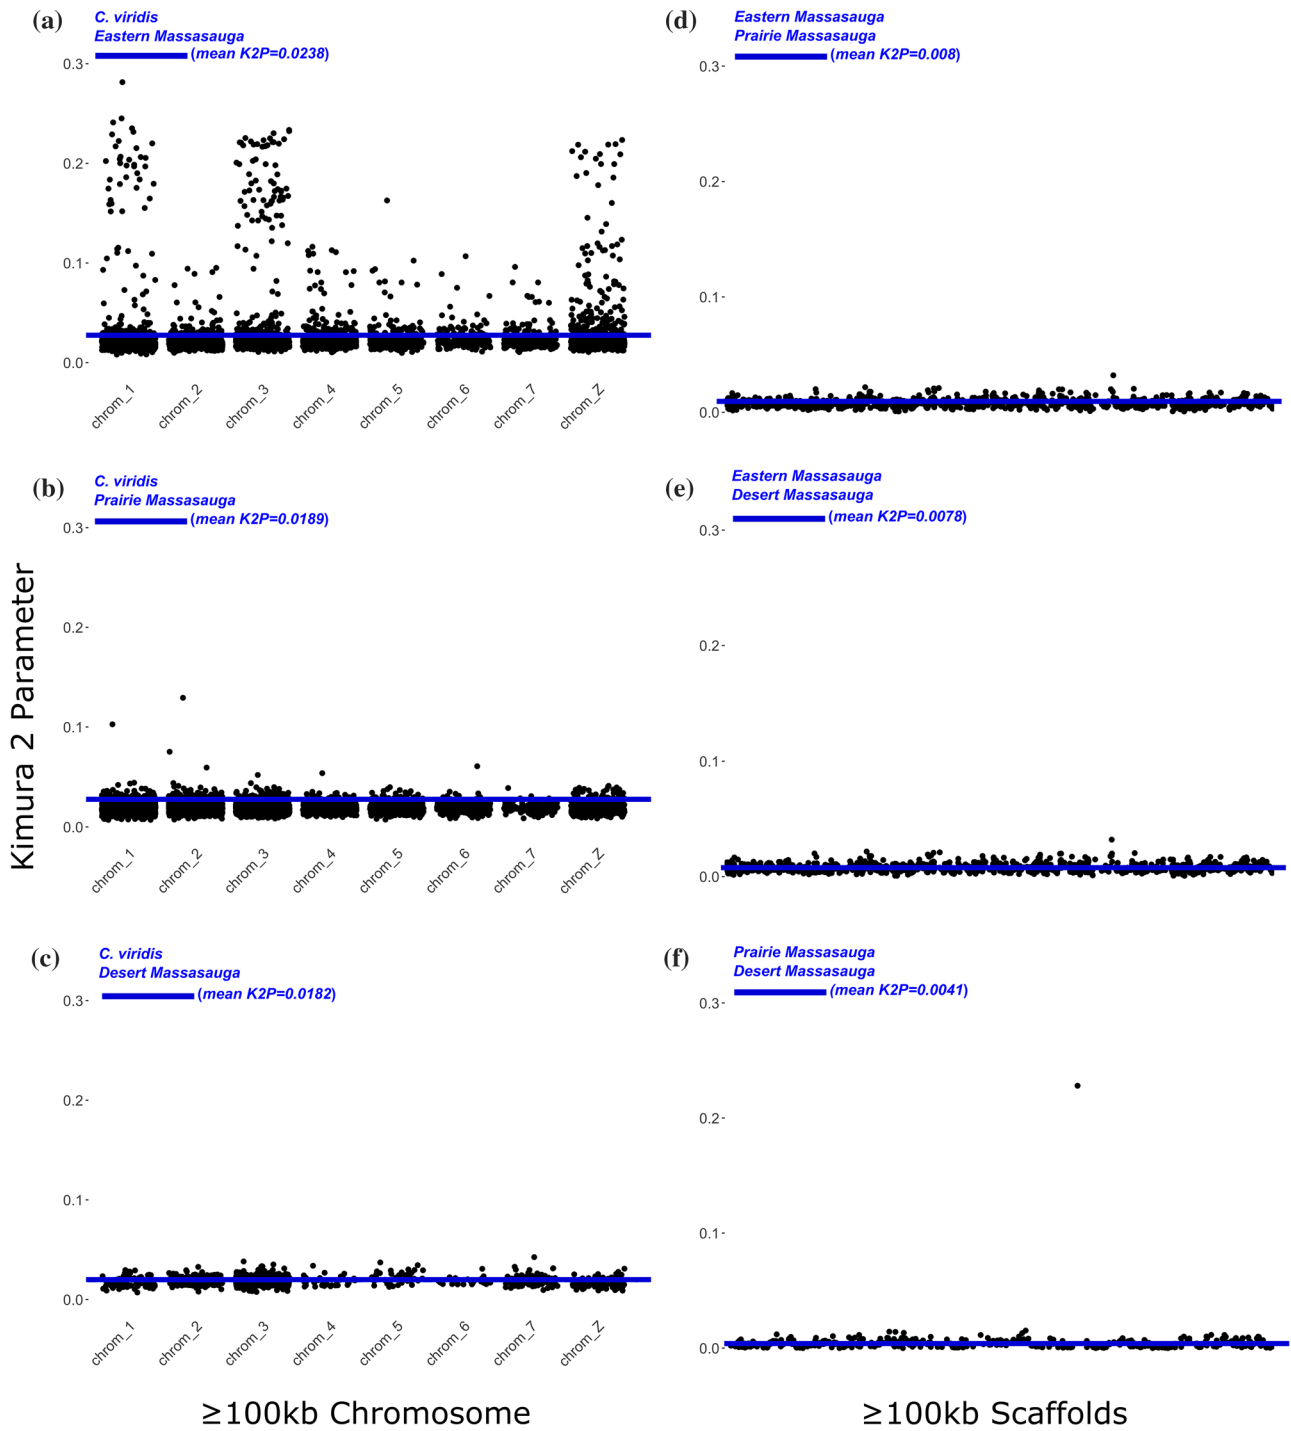 (a)
C. viridis
Eastern Massasauga
(mean K2P=0.0238)
0.3
0.2
0.1
0.0
chrom_1
chrom_2
chrom_3
chrom_4
chrom_5
chrom_6
chrom_7
chrom_Z
(b)
C. viridis
Prairie Massasauga
(mean K2P=0.0189)
0.3
0.2
0.1
0.0
chrom_1
chrom_2
chrom_3
chrom_4
chrom_5
chrom_6
chrom_7
chrom_Z
(c)
C. viridis
Desert Massasauga
(mean K2P=0.0182)
0.3
0.2
0.1
0.0
chrom_1
chrom_2
chrom_3
chrom_4
chrom_5
chrom_6
chrom_7
chrom_Z
Kimura 2 Parameter
≥100kb Chromosome
(d)
Eastern Massasauga
Prairie Massasauga
(mean K2P=0.008)
0.3
0.2
0.1
0.0
(e)
Eastern Massasauga
Desert Massasauga
(mean K2P=0.0078)
0.3
0.2
0.1
0.0
(f)
Prairie Massasauga
Desert Massasauga
(mean K2P=0.0041)
0.3
0.2
0.1
0.0
≥100kb Scaffolds